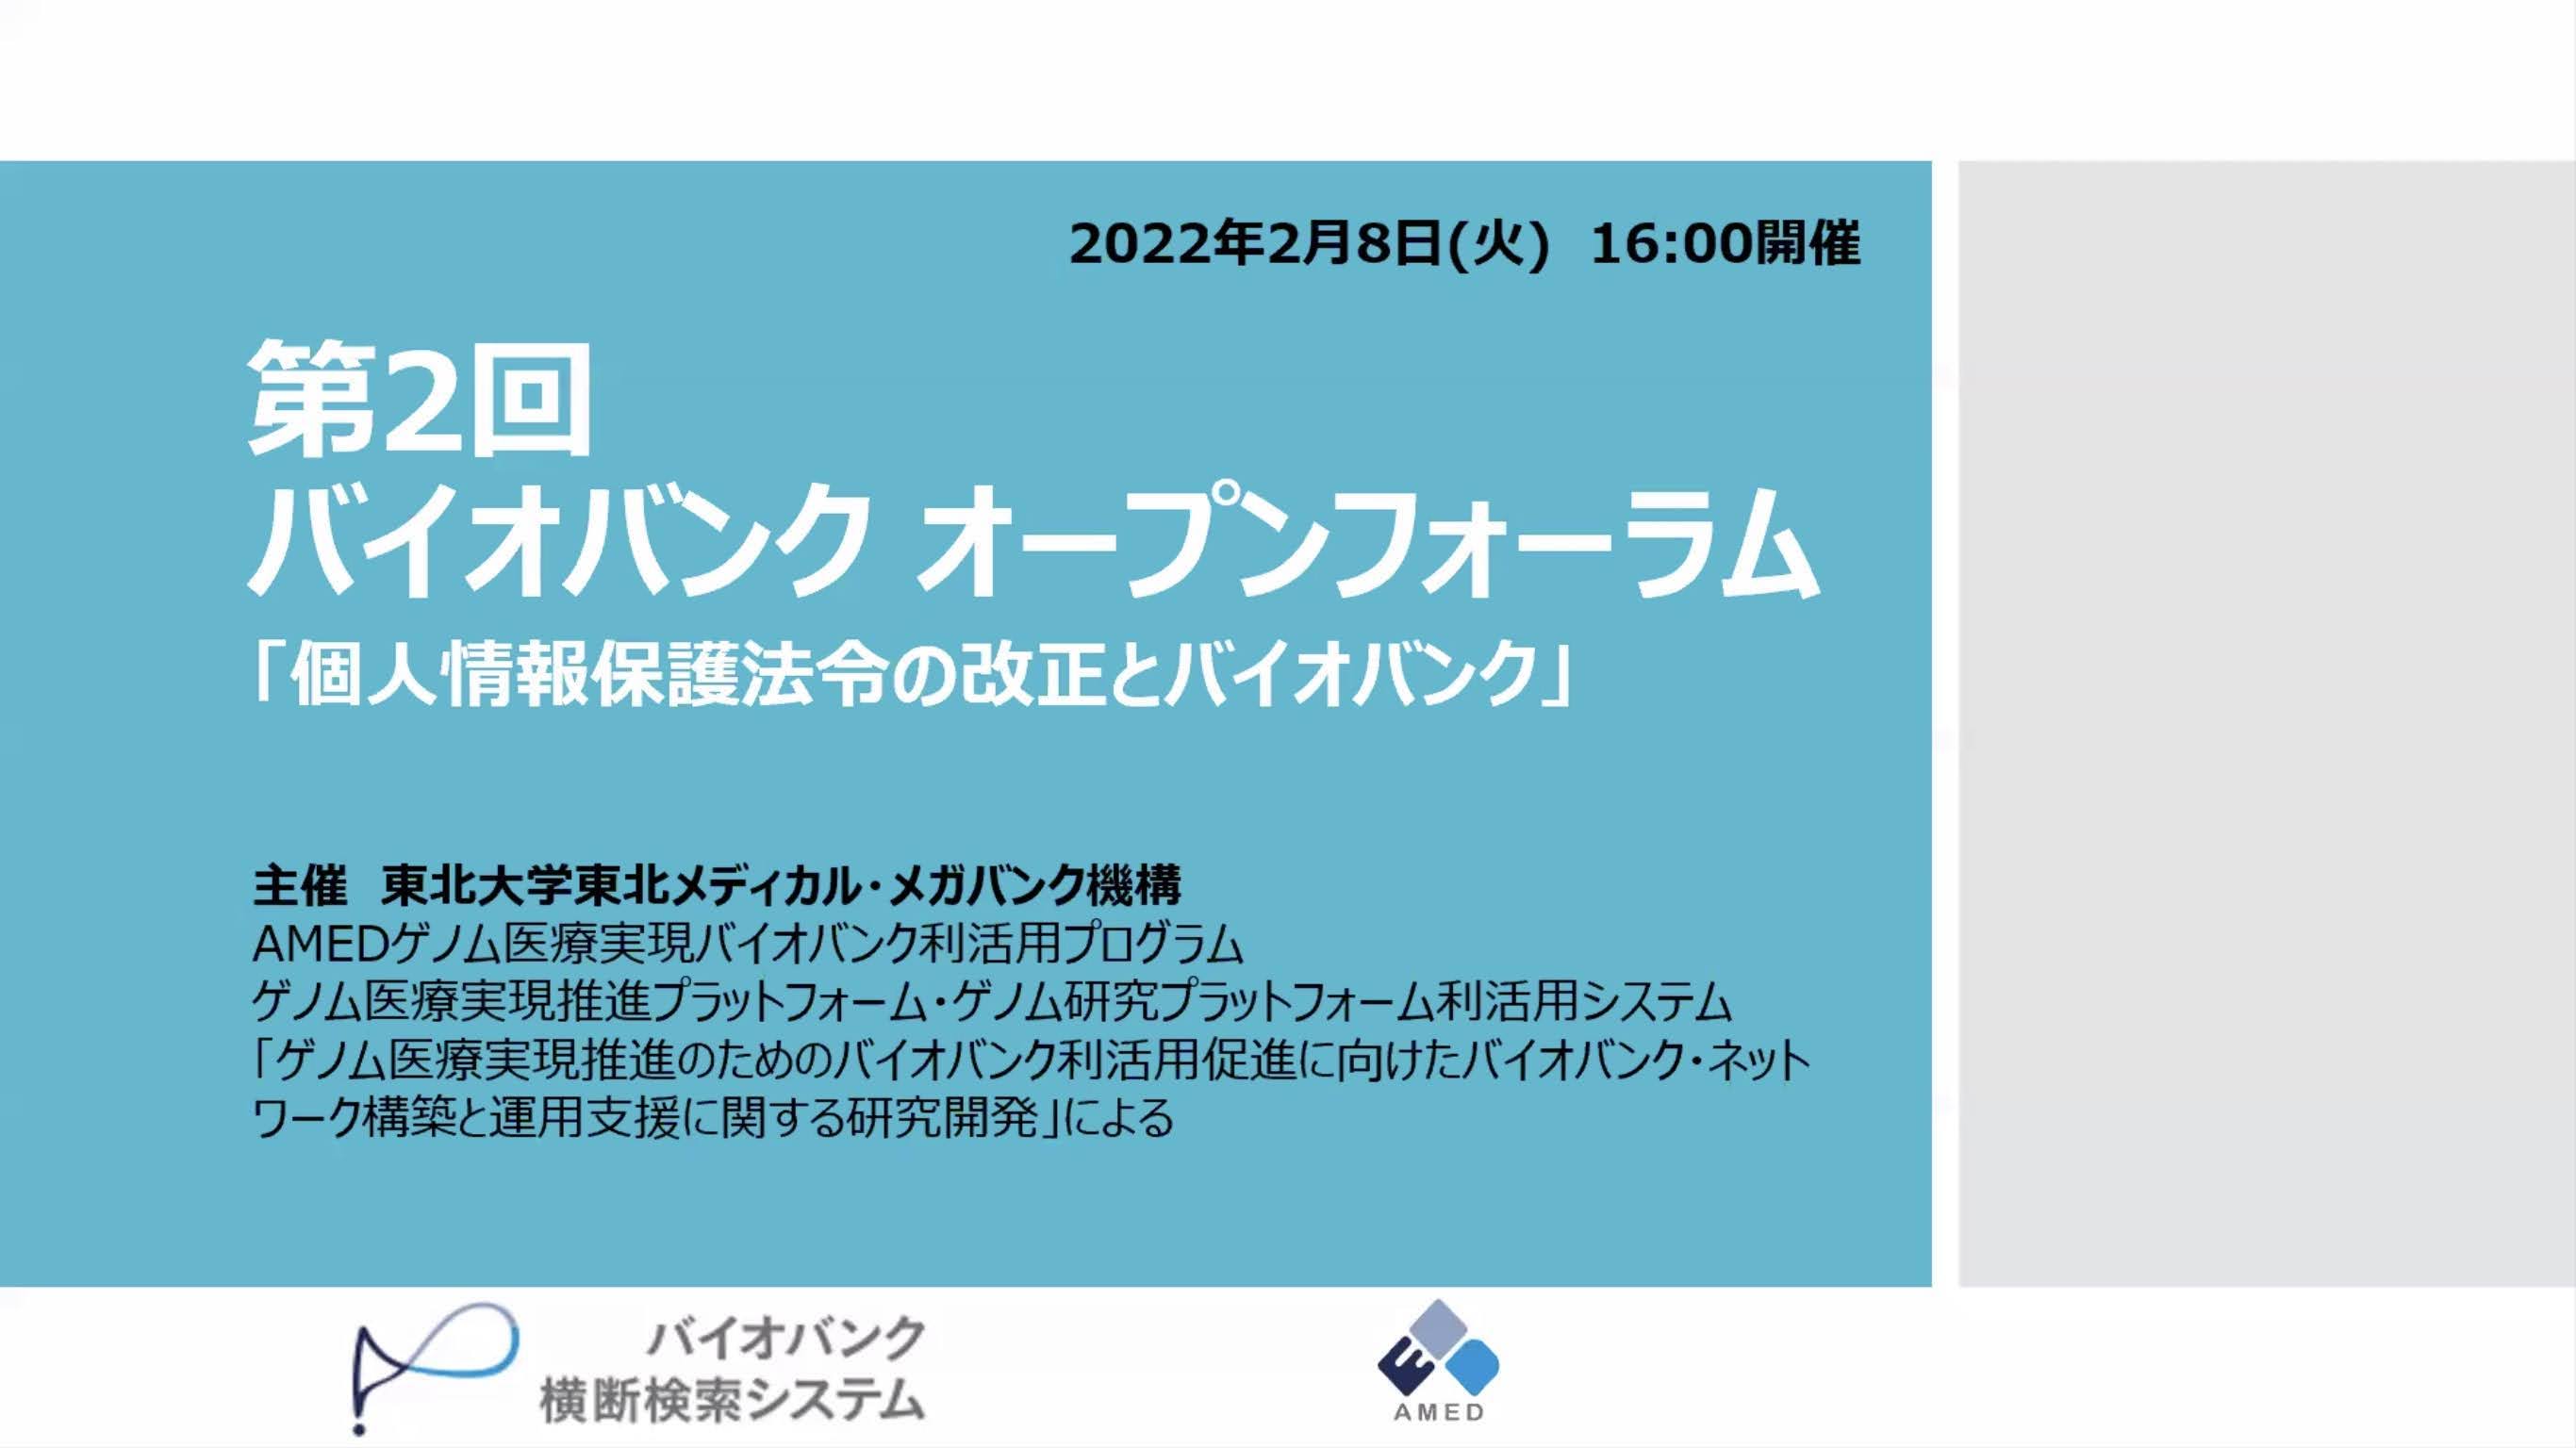 2022年2月8日(火) 16:00開催
第2回
バイオバンク オープンフォーラム
「個人情報保護法令の改正とバイオバンク」
主催 東北大学東北メディカル・メガバンク機構
AMEDゲノム医療実現バイオバンク利活用プログラム
ゲノム医療実現推進プラットフォーム・ゲノム研究プラットフォーム利活用システム
「ゲノム医療実現推進のためのバイオバンク利活用促進に向けたバイオバンク・ネット
ワーク構築と運用支援に関する研究開発」による
バイオバンク
横断検索システム
AMED